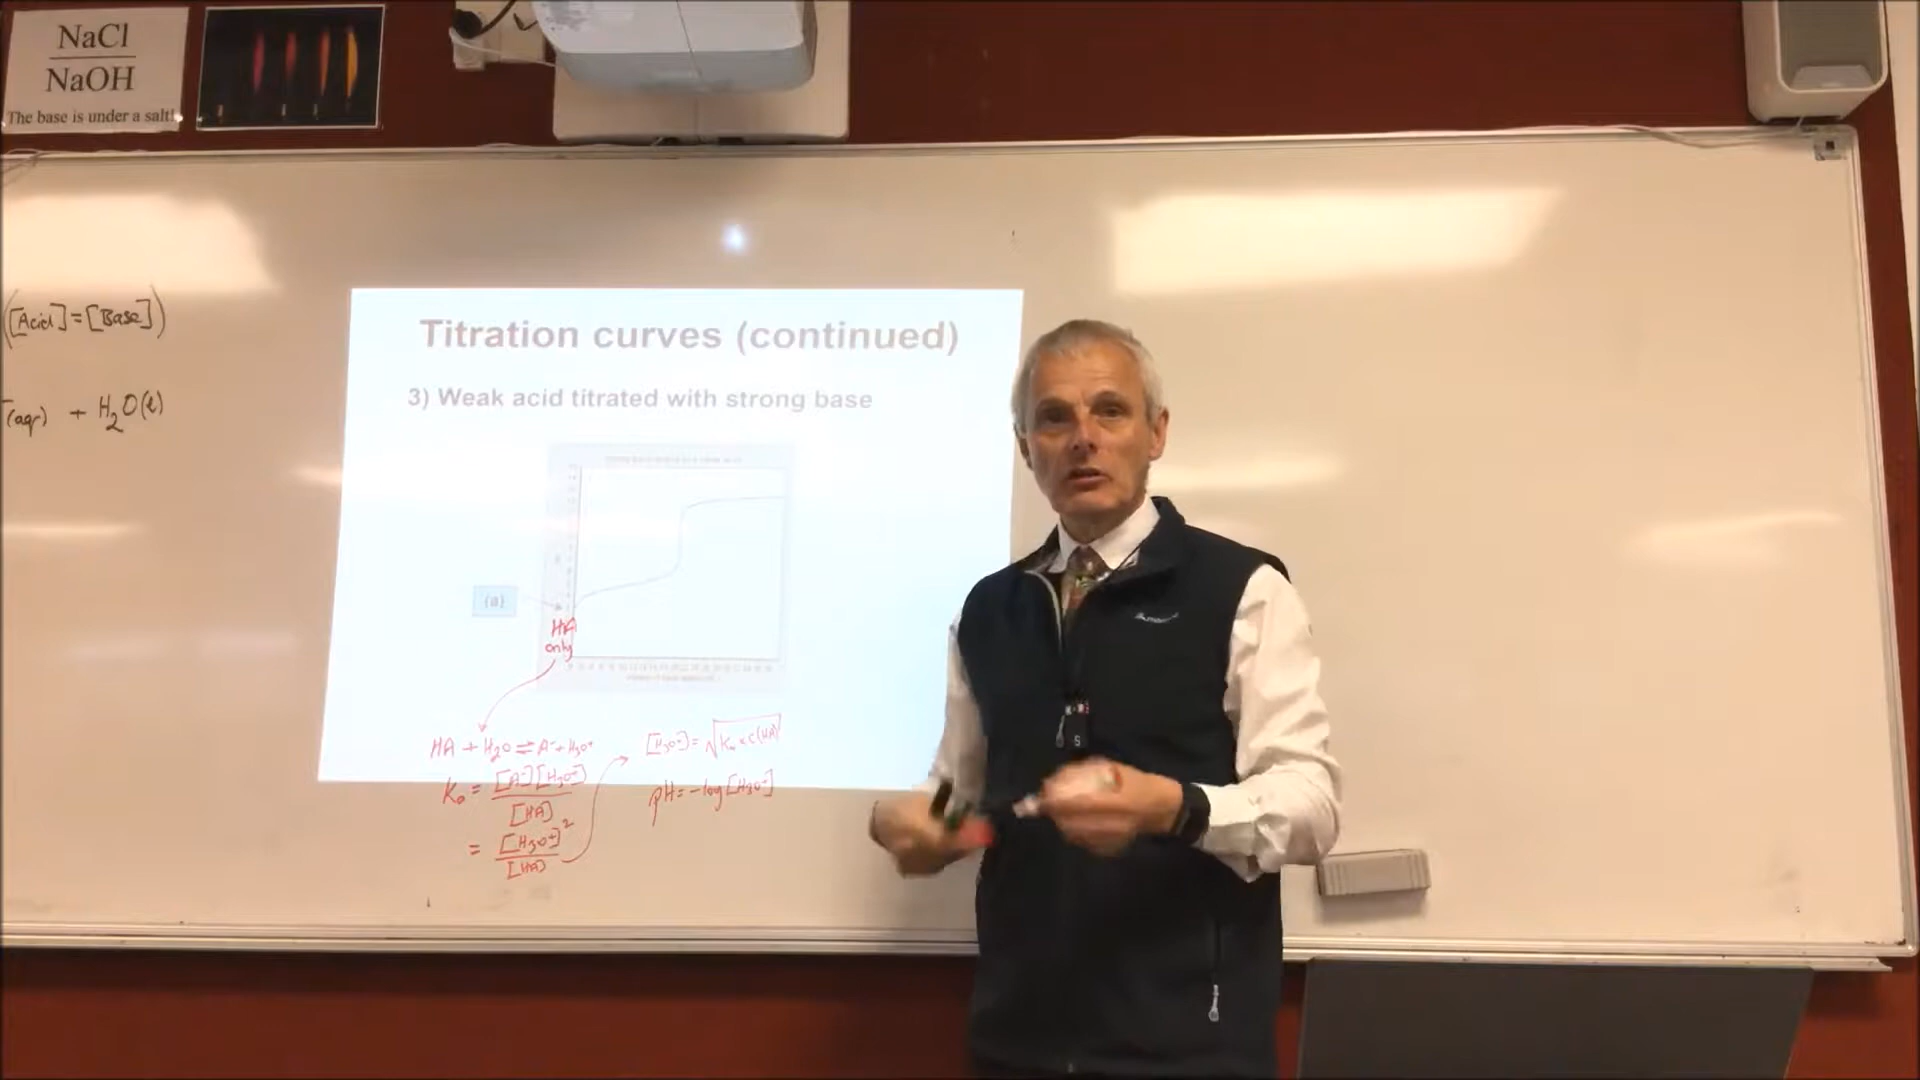 NaCl
NaOH
The base is under a salt!
([Acid]=[Base])
(aq) + H₂O(l)
Titration curves (continued)
3) Weak acid titrated with strong base
(a)
HA
only
HA + H₂O ⇌ A⁻ + H₃O⁺
Kₐ = [A⁻][H₃O⁺]
[HA]
= [H₃O⁺]²
[HA]
[H₃O⁺] = √Kₐ × c(HA)
pH = -log[H₃O⁺]